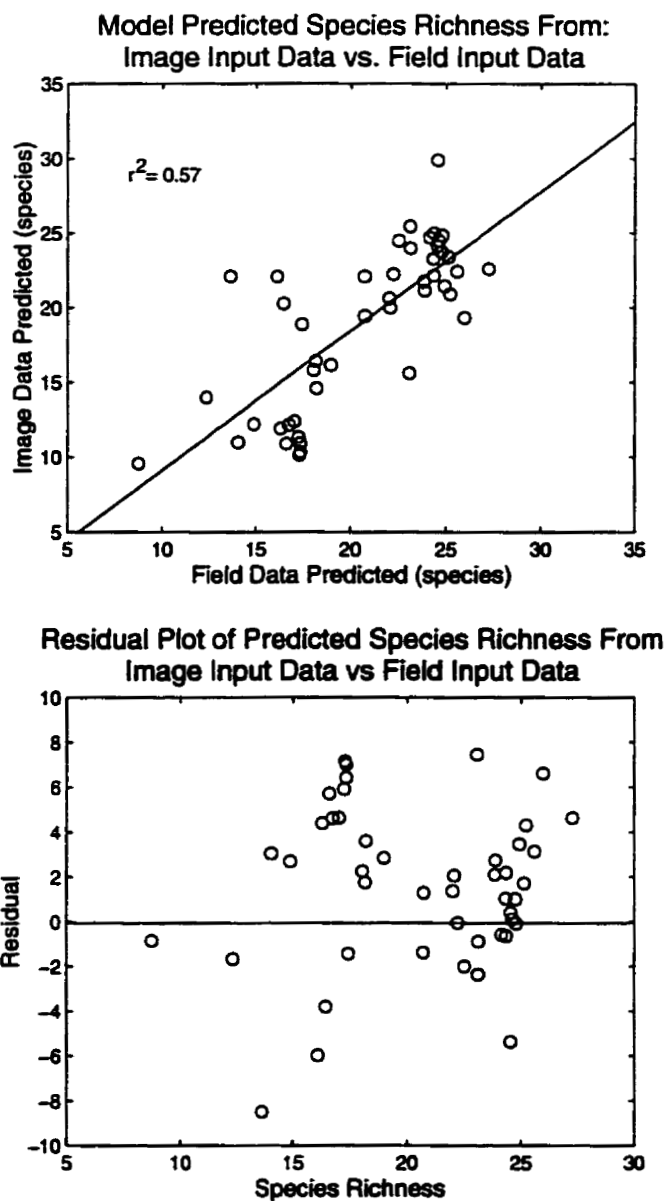 Model Predicted Species Richness From:
Image Input Data vs. Field Input Data
35
30
25
20
15
10
5
Image Data Predicted (species)
r2= 0.57
5 10 15 20 25 30 35
Field Data Predicted (species)
Residual Plot of Predicted Species Richness From
Image Input Data vs Field Input Data
10
8
6
4
2
0
-2
-4
-6
-8
-10
Residual
5 10 15 20 25 30
Species Richness